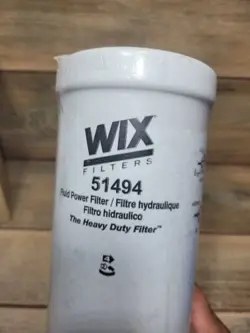 WIX
FILTERS
51494
Fluid Power Filter / Filtre hydraulique
Filtro hidraulico
The Heavy Duty Filter™